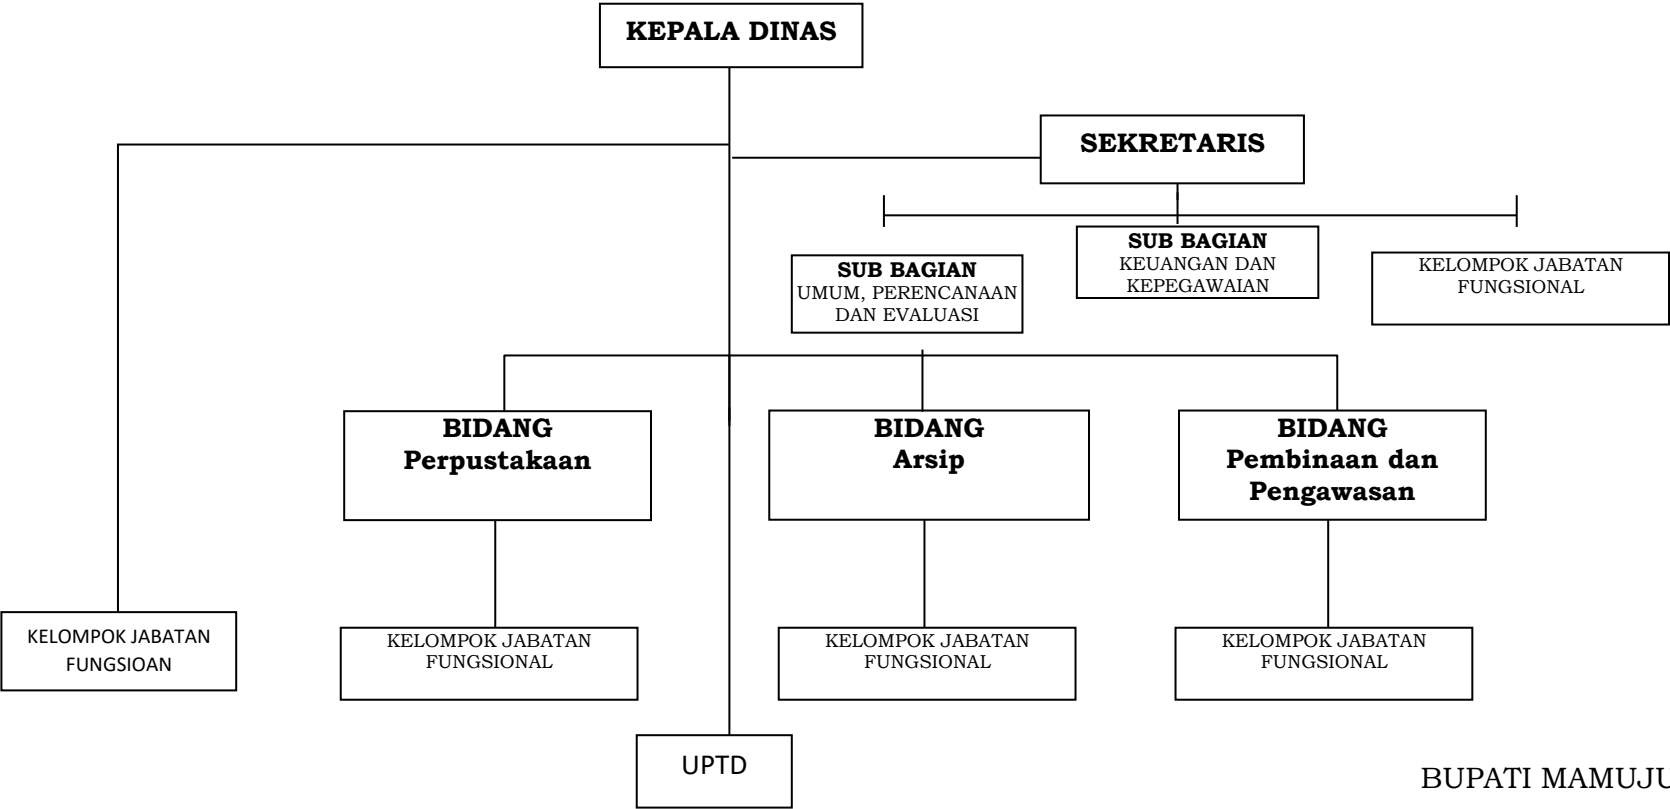 KEPALA DINAS
SEKRETARIS
SUB BAGIAN
UMUM, PERENCANAAN
DAN EVALUASI
SUB BAGIAN
KEUANGAN DAN
KEPEGAWAIAN
KELOMPOK JABATAN
FUNGSIONAL
BIDANG
Perpustakaan
BIDANG
Arsip
BIDANG
Pembinaan dan
Pengawasan
KELOMPOK JABATAN
FUNGSIOAN
KELOMPOK JABATAN
FUNGSIONAL
KELOMPOK JABATAN
FUNGSIONAL
KELOMPOK JABATAN
FUNGSIONAL
UPTD
BUPATI MAMUJU